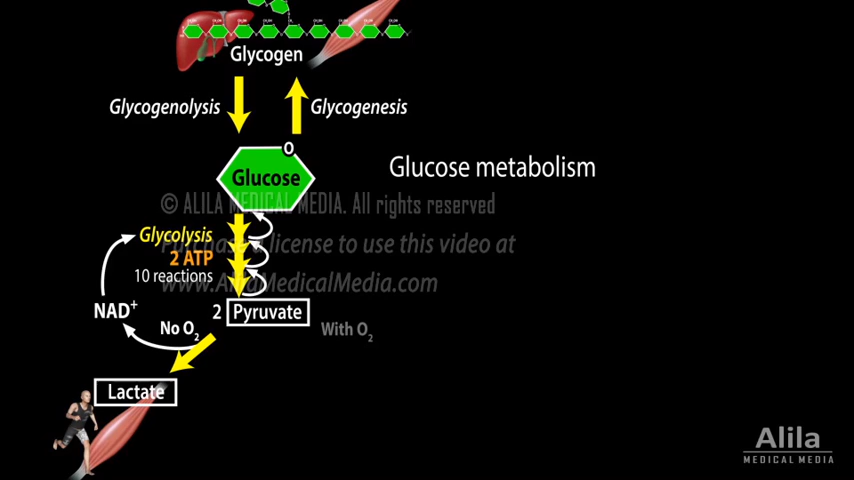 Glycogen
Glycogenolysis
Glycogenesis
O
Glucose
Glucose metabolism
© ALILA MEDICAL MEDIA. All rights reserved
Glycolysis
Purchase license to use this video at
2 ATP
10 reactions
www.AlilaMedicalMedia.com
NAD+
2 Pyruvate
No O2
With O2
Lactate
Alila
MEDICAL MEDIA